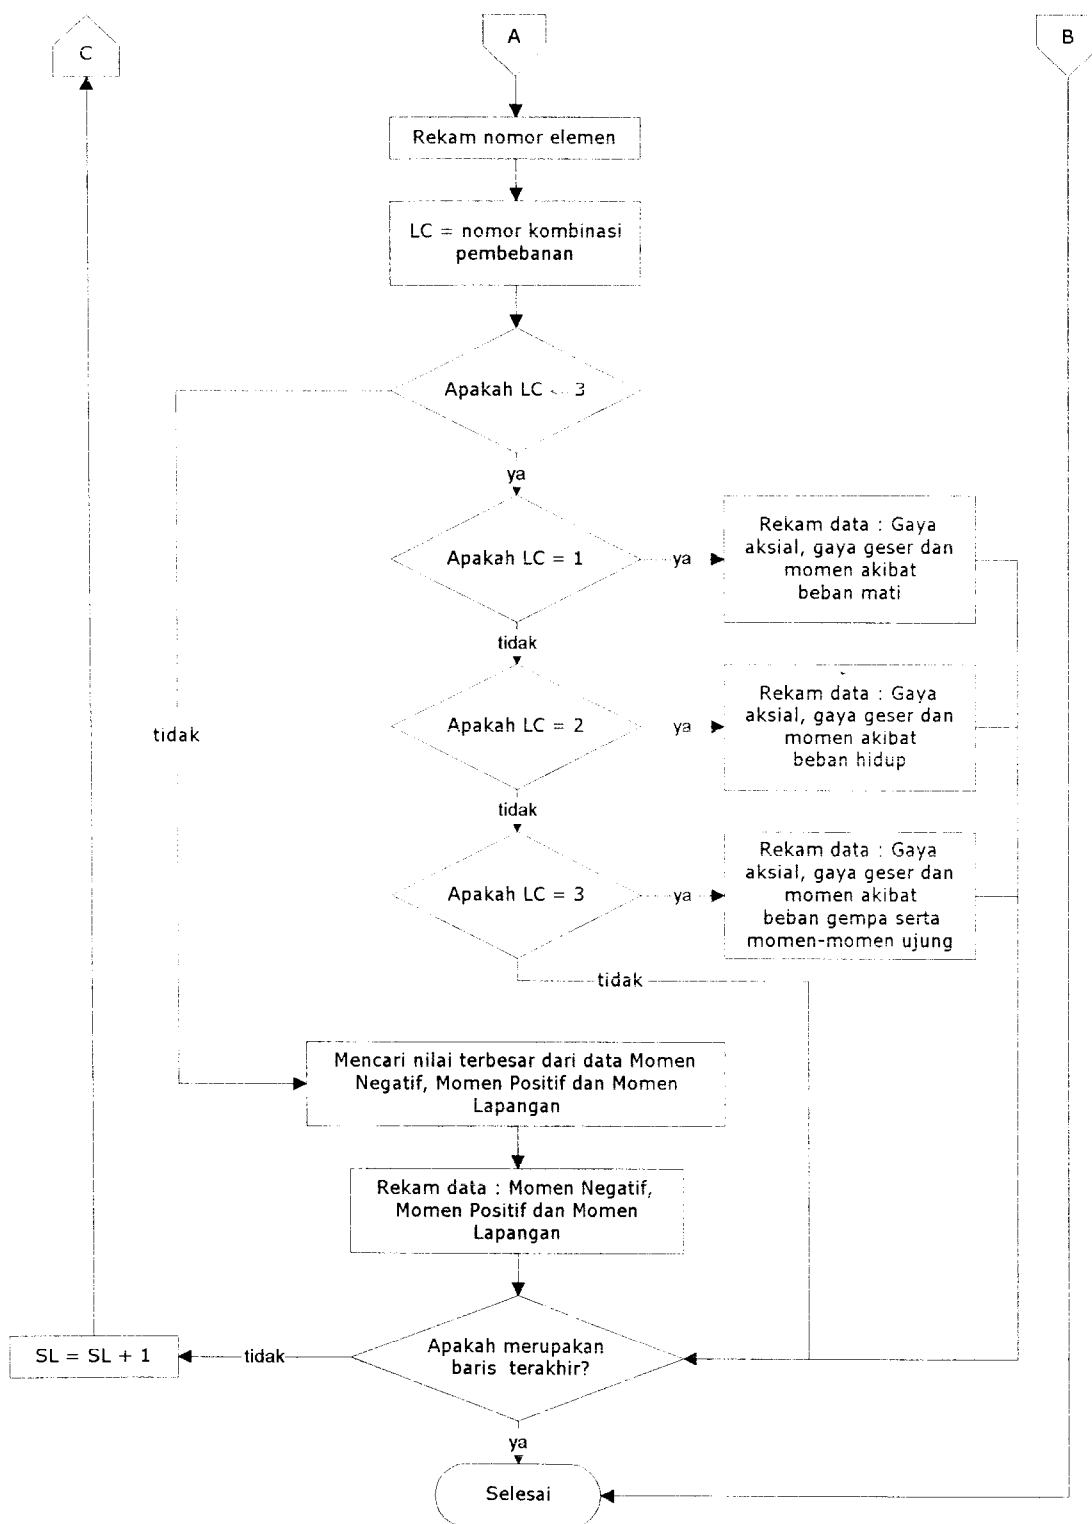 C
A
B
Rekam nomor elemen
LC = nomor kombinasi
pembebanan
Apakah LC 3
ya
Apakah LC = 1
ya
Rekam data : Gaya
aksial, gaya geser dan
momen akibat
beban mati
tidak
Apakah LC = 2
ya
Rekam data : Gaya
aksial, gaya geser dan
momen akibat
beban hidup
tidak
tidak
Apakah LC = 3
ya
Rekam data : Gaya
aksial, gaya geser dan
momen akibat
beban gempa serta
momen-momen ujung
tidak
Mencari nilai terbesar dari data Momen
Negatif, Momen Positif dan Momen
Lapangan
Rekam data : Momen Negatif,
Momen Positif dan Momen
Lapangan
Apakah merupakan
baris terakhir?
tidak
SL = SL + 1
ya
Selesai